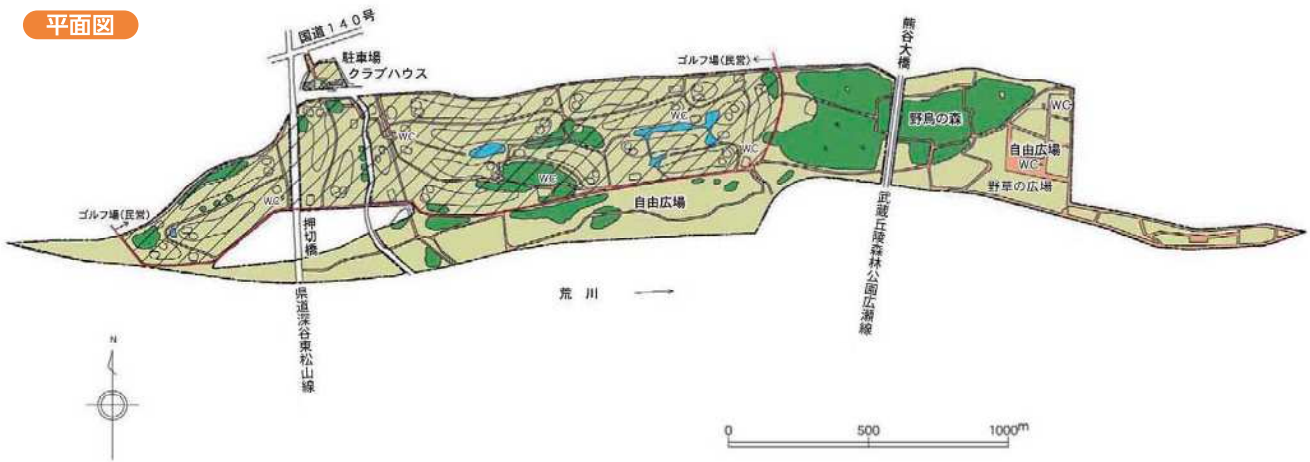 平面図
国道140号
駐車場
クラブハウス
ゴルフ場(民営)
熊谷大橋
WC
WC
WC
野鳥の森
WC
自由広場
WC
WC
WC
野草の広場
自由広場
ゴルフ場(民営)
押切橋
武蔵丘陵森林公園広瀬線
荒川
県道深谷東松山線
N
0 500 1000m